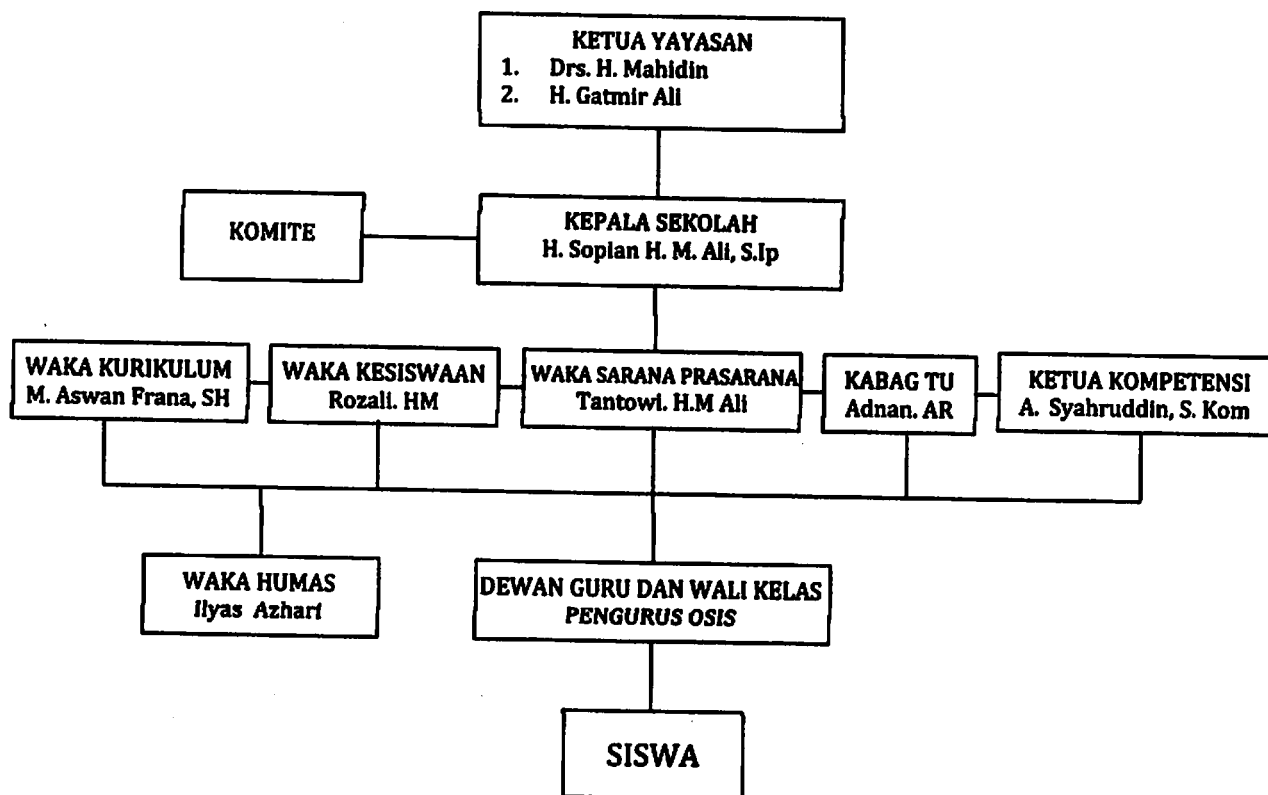 KETUA YAYASAN
1. Drs. H. Mahidin
2. H. Gatmir Ali
KOMITE
KEPALA SEKOLAH
H. Sopian H. M. Ali, S.Ip
WAKA KURIKULUM
M. Aswan Frana, SH
WAKA KESISWAAN
Rozali. HM
WAKA SARANA PRASARANA
Tantowi. H.M Ali
KABAG TU
Adnan. AR
KETUA KOMPETENSI
A. Syahruddin, S. Kom
WAKA HUMAS
Ilyas Azhari
DEWAN GURU DAN WALI KELAS
PENGURUS OSIS
SISWA